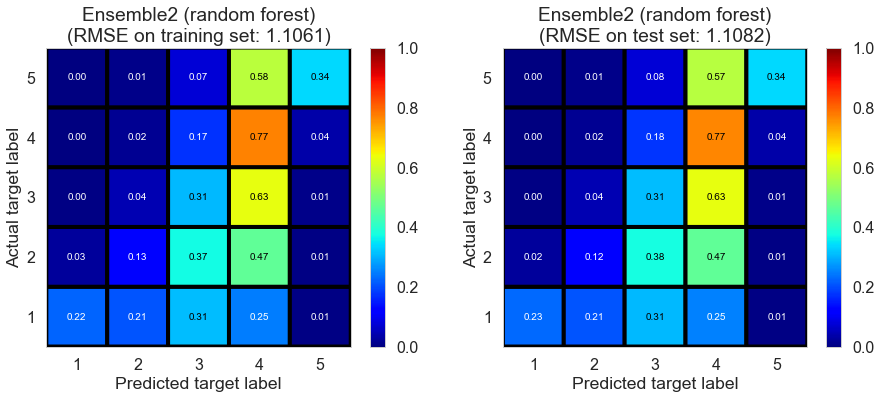 Ensemble2 (random forest)
(RMSE on training set: 1.1061)
Actual target label
5 0.00 0.01 0.07 0.58 0.34
4 0.00 0.02 0.17 0.77 0.04
3 0.00 0.04 0.31 0.63 0.01
2 0.03 0.13 0.37 0.47 0.01
1 0.22 0.21 0.31 0.25 0.01
1 2 3 4 5
Predicted target label
1.0
0.8
0.6
0.4
0.2
0.0
Ensemble2 (random forest)
(RMSE on test set: 1.1082)
Actual target label
5 0.00 0.01 0.08 0.57 0.34
4 0.00 0.02 0.18 0.77 0.04
3 0.00 0.04 0.31 0.63 0.01
2 0.02 0.12 0.38 0.47 0.01
1 0.23 0.21 0.31 0.25 0.01
1 2 3 4 5
Predicted target label
1.0
0.8
0.6
0.4
0.2
0.0